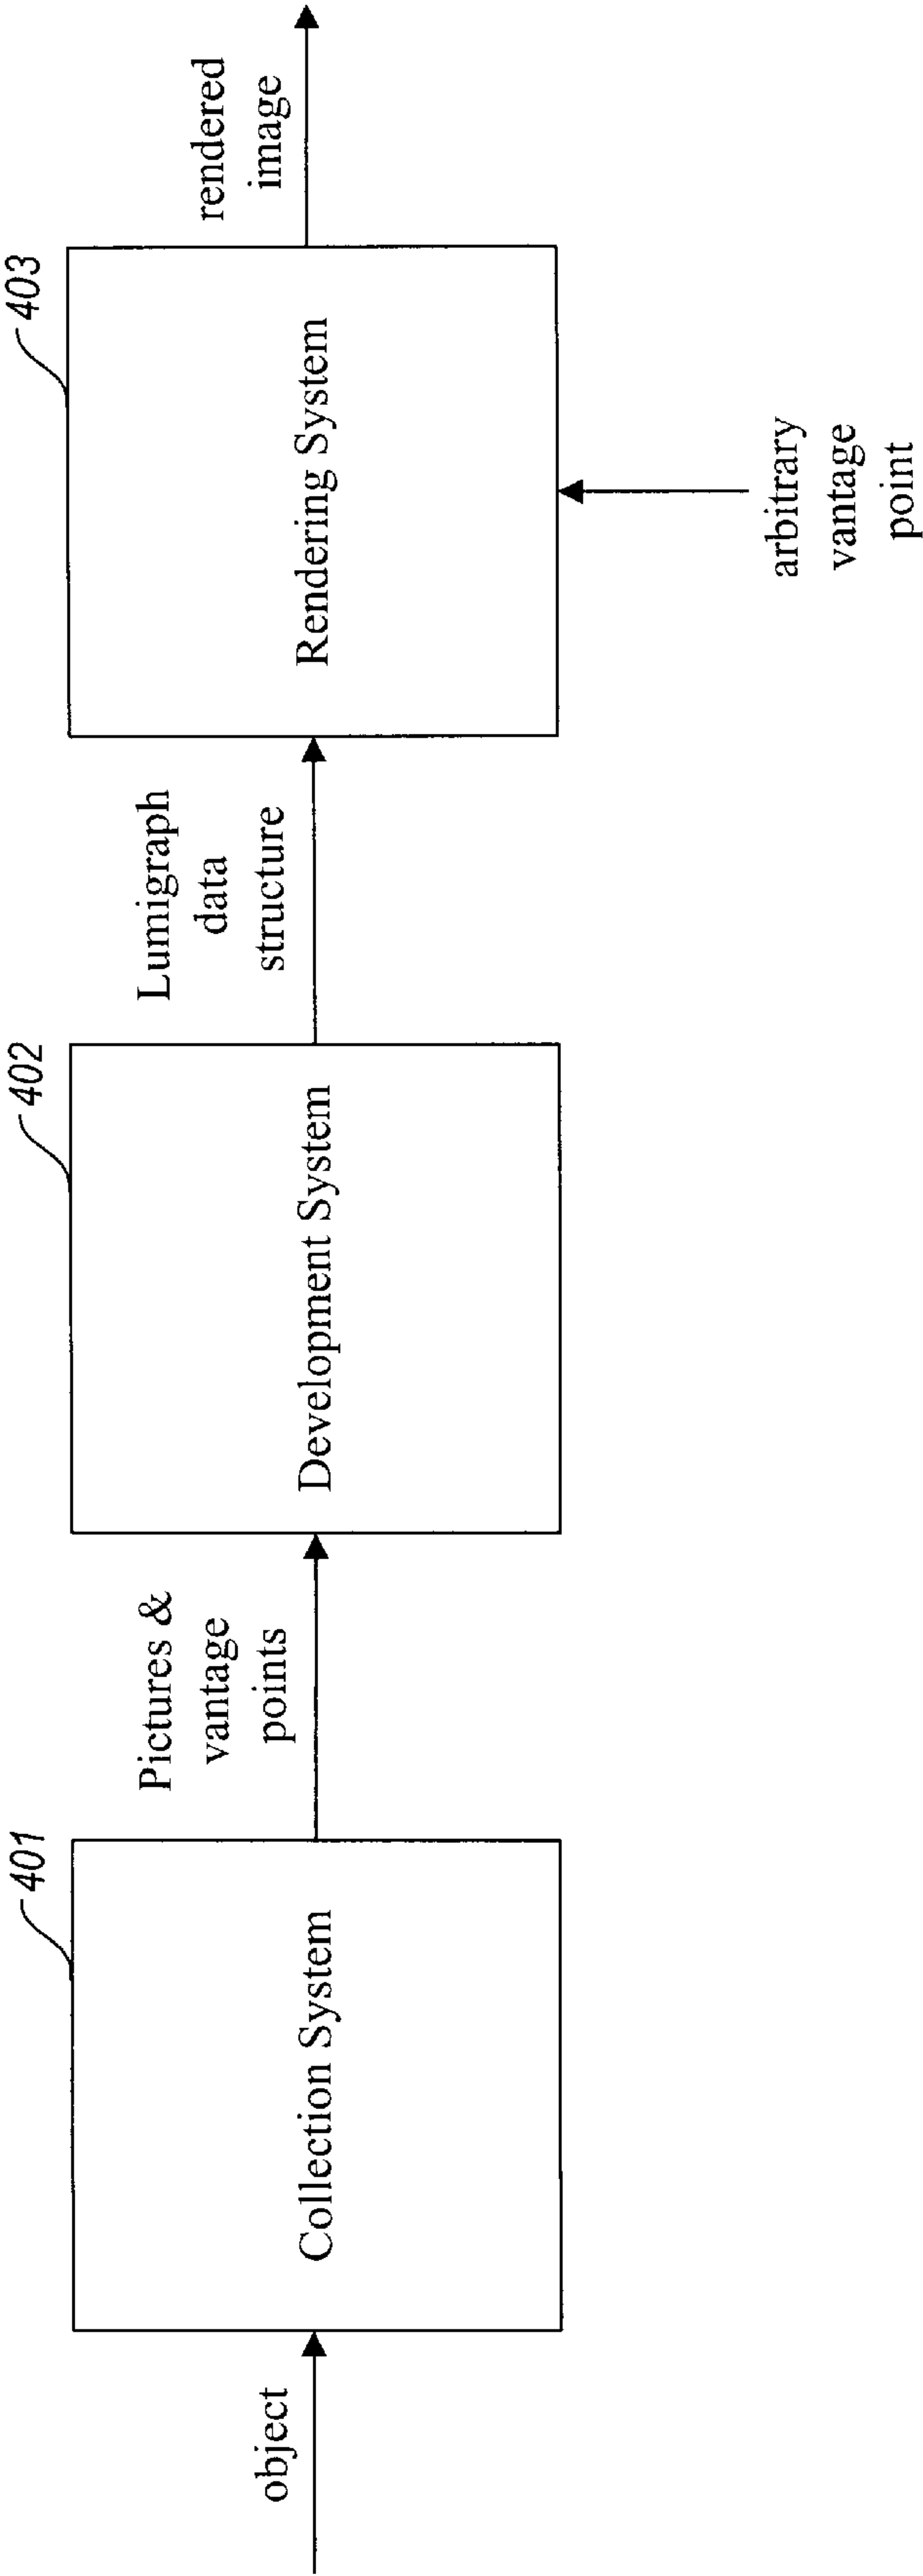 object
401
Collection System
Pictures &
vantage
points
402
Development System
Lumigraph
data
structure
403
Rendering System
arbitrary
vantage
point
rendered
image